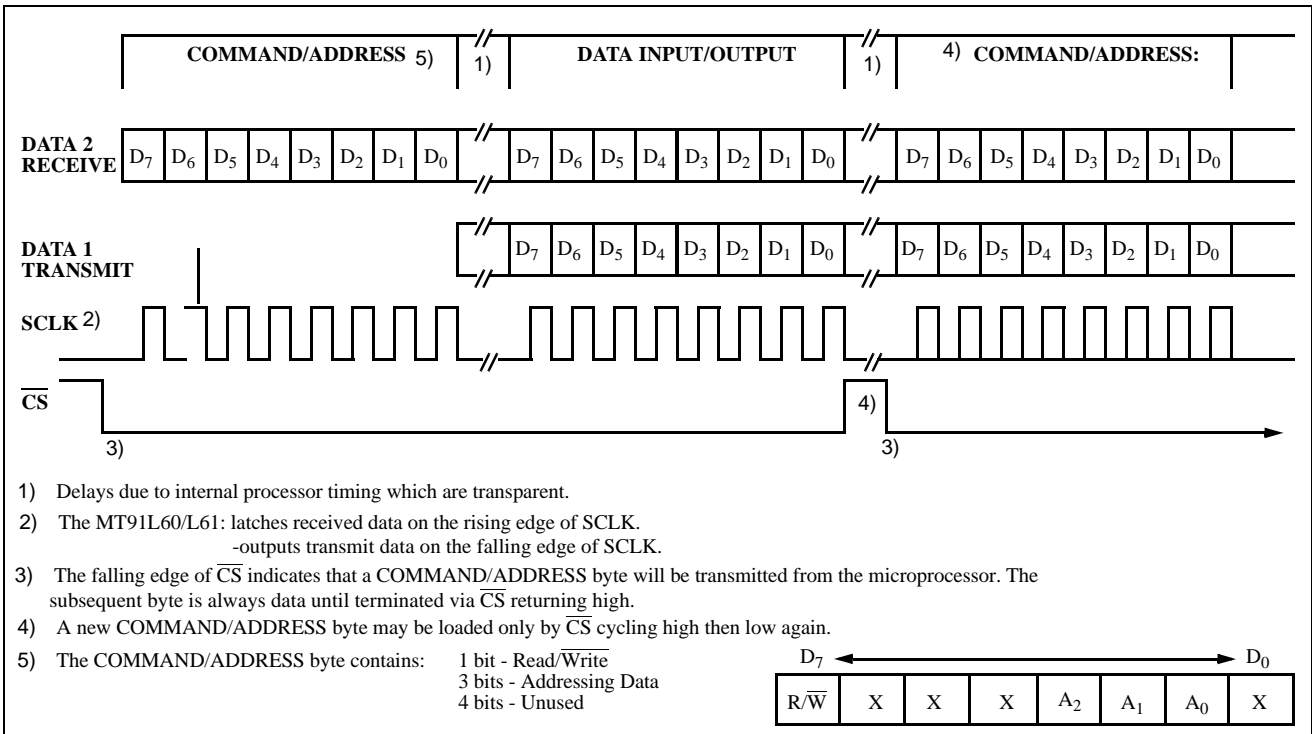 COMMAND/ADDRESS 5) 1) DATA INPUT/OUTPUT 1) 4) COMMAND/ADDRESS:
DATA 2
RECEIVE D7 D6 D5 D4 D3 D2 D1 D0 D7 D6 D5 D4 D3 D2 D1 D0 D7 D6 D5 D4 D3 D2 D1 D0
DATA 1
TRANSMIT D7 D6 D5 D4 D3 D2 D1 D0 D7 D6 D5 D4 D3 D2 D1 D0
SCLK 2)
C̅S̅ 4)
3) 3)
1) Delays due to internal processor timing which are transparent.
2) The MT91L60/L61: latches received data on the rising edge of SCLK.
-outputs transmit data on the falling edge of SCLK.
3) The falling edge of C̅S̅ indicates that a COMMAND/ADDRESS byte will be transmitted from the microprocessor. The
subsequent byte is always data until terminated via C̅S̅ returning high.
4) A new COMMAND/ADDRESS byte may be loaded only by C̅S̅ cycling high then low again.
5) The COMMAND/ADDRESS byte contains: 1 bit - Read/W̅r̅i̅t̅e̅
3 bits - Addressing Data
4 bits - Unused
D7 D0
R/W̅ X X X A2 A1 A0 X